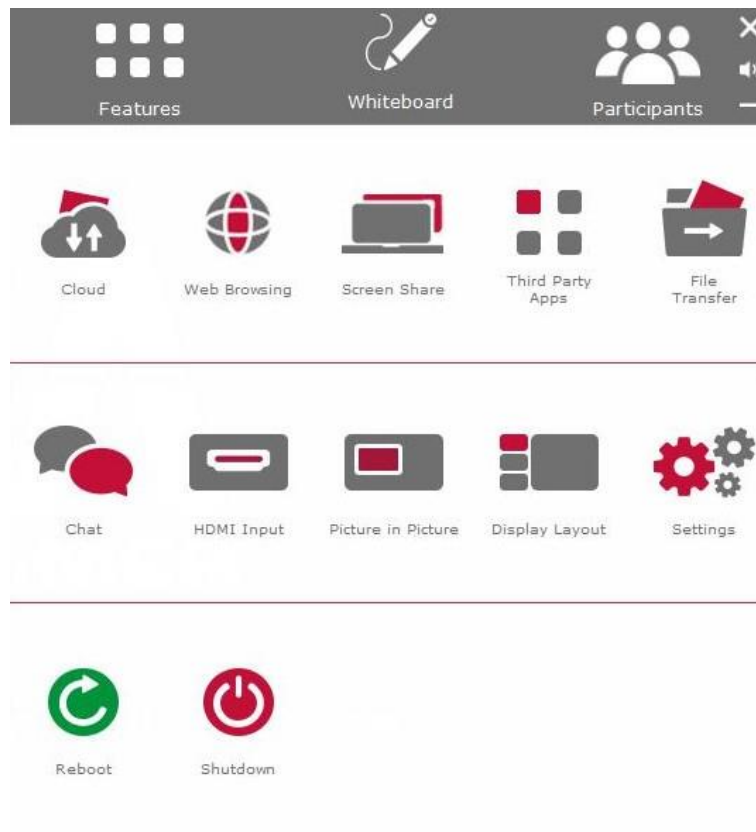 Features
Whiteboard
Participants
Cloud
Web Browsing
Screen Share
Third Party
Apps
File
Transfer
Chat
HDMI Input
Picture in Picture
Display Layout
Settings
Reboot
Shutdown